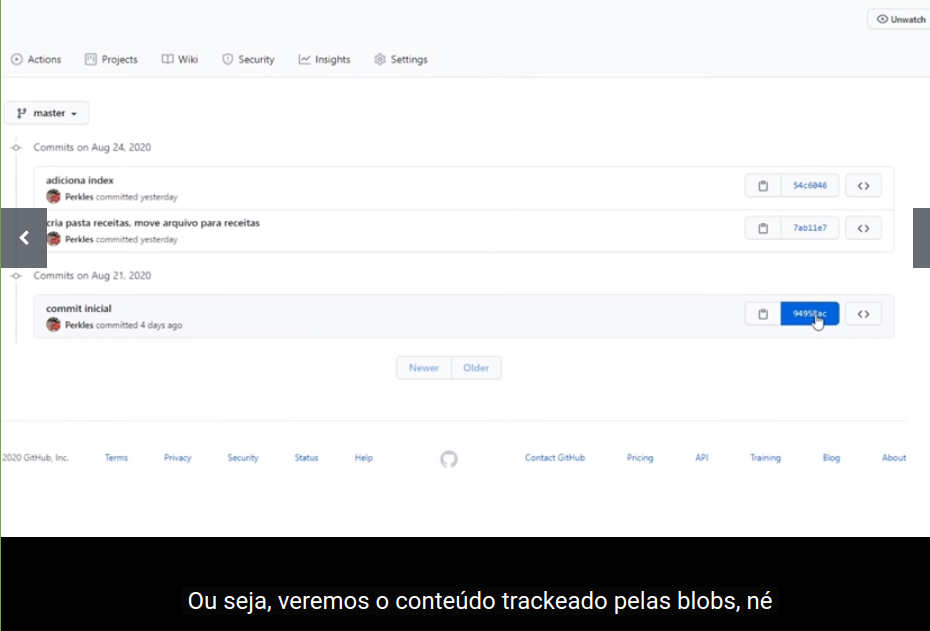 Unwatch
Actions Projects Wiki Security Insights Settings
master
Commits on Aug 24, 2020
adiciona index
Perkles committed yesterday
54c6046
cria pasta receitas, move arquivo para receitas
Perkles committed yesterday
7ab11e7
Commits on Aug 21, 2020
commit inicial
Perkles committed 4 days ago
Newer Older
2020 GitHub, Inc. Terms Privacy Security Status Help Contact GitHub Pricing API Training Blog About
Ou seja, veremos o conteúdo trackeado pelas blobs, né